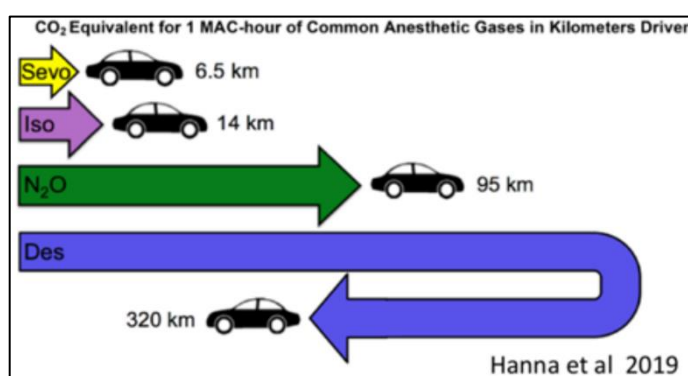 CO₂ Equivalent for 1 MAC-hour of Common Anesthetic Gases in Kilometers Driver
Sevo
6.5 km
Iso
14 km
N₂O
95 km
Des
320 km
Hanna et al 2019